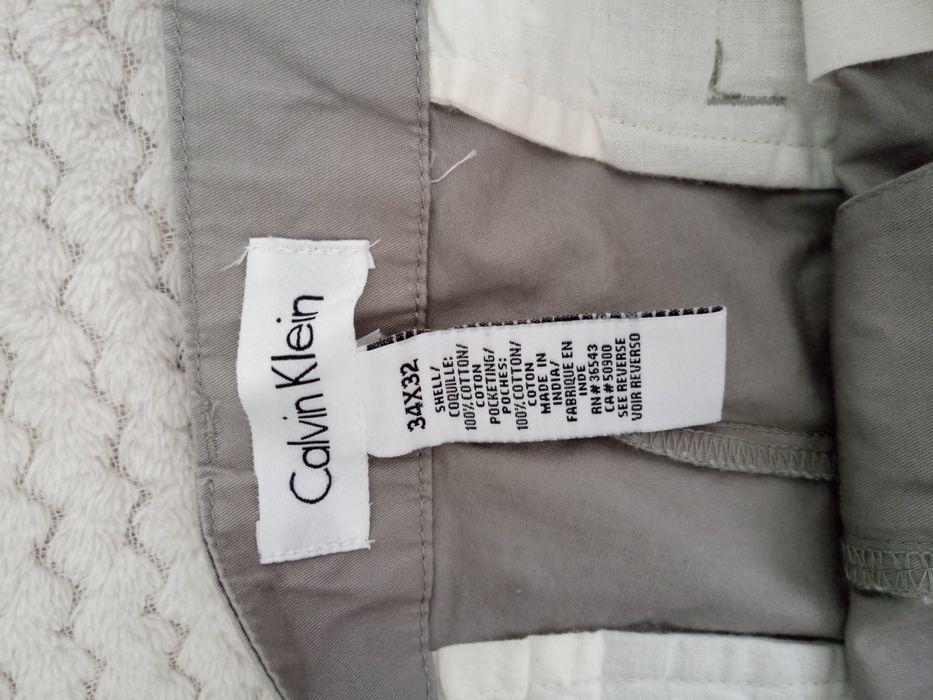 Calvin Klein
34X32
SHELL/
COQUILLE:
100% COTTON/
COTON
POCKETING/
POCHES:
100% COTTON/
COTON
MADE IN
INDIA/
FABRIQUE EN
INDE
RN# 36543
CA# 50900
SEE REVERSE
VOIR REVERSO